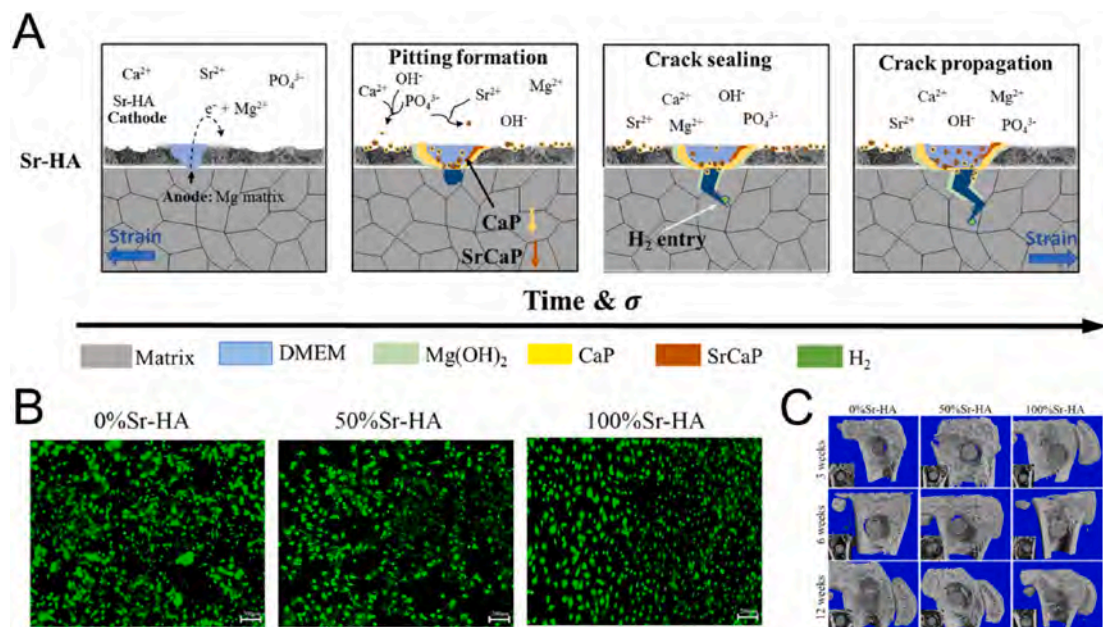 A
Ca²⁺ Sr²⁺ PO₄³⁻
Sr-HA
Cathode
e⁻ + Mg²⁺
Anode: Mg matrix
Strain
Pitting formation
Ca²⁺ OH⁻ PO₄³⁻ Sr²⁺ Mg²⁺
OH⁻
CaP
SrCaP
Crack sealing
Ca²⁺ OH⁻
Sr²⁺ Mg²⁺ PO₄³⁻
H₂ entry
Crack propagation
Ca²⁺ Mg²⁺
Sr²⁺ OH⁻ PO₄³⁻
Strain
Sr-HA
Time & σ
Matrix DMEM Mg(OH)₂ CaP SrCaP H₂
B
0%Sr-HA 50%Sr-HA 100%Sr-HA
C
0%Sr-HA 50%Sr-HA 100%Sr-HA
3 weeks
6 weeks
12 weeks